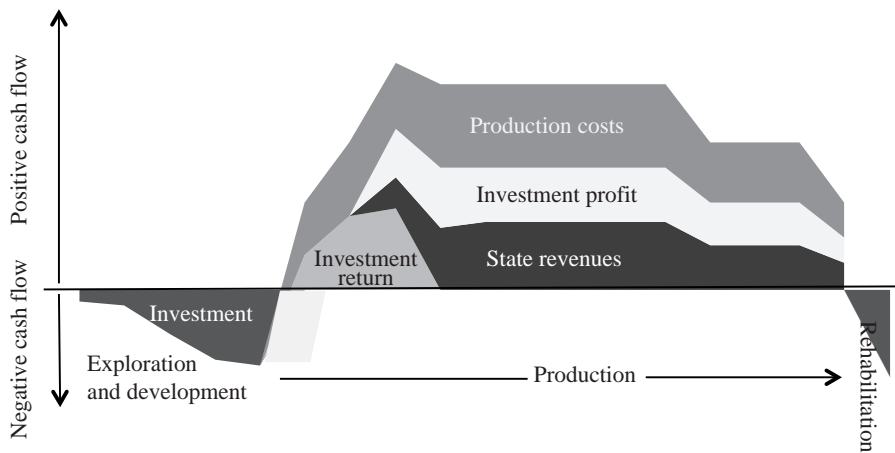 Positive cash flow
Negative cash flow
Production costs
Investment profit
Investment
return
State revenues
Investment
Exploration
and development
Production
Rehabilitation